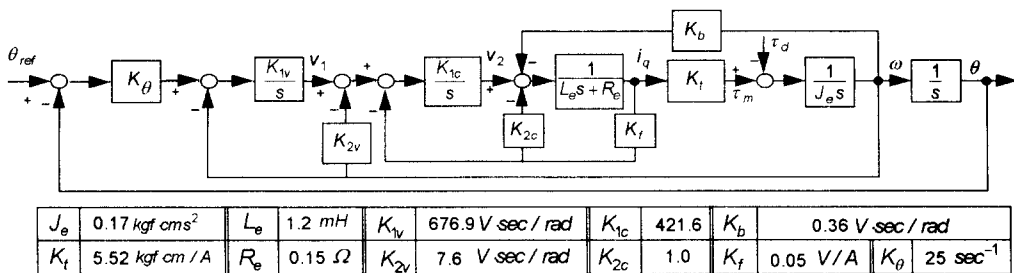 θ_ref + − K_θ + − K_1v / s v_1 + − + − K_1c / s v_2 + − − 1 / L_e s + R_e i_q K_t τ_m + − τ_d 1 / J_e s ω 1 / s θ
K_b
K_2v K_2c K_f
J_e 0.17 kgf cms² L_e 1.2 mH K_1v 676.9 V sec / rad K_1c 421.6 K_b 0.36 V sec / rad
K_t 5.52 kgf cm / A R_e 0.15 Ω K_2v 7.6 V sec / rad K_2c 1.0 K_f 0.05 V / A K_θ 25 sec⁻¹